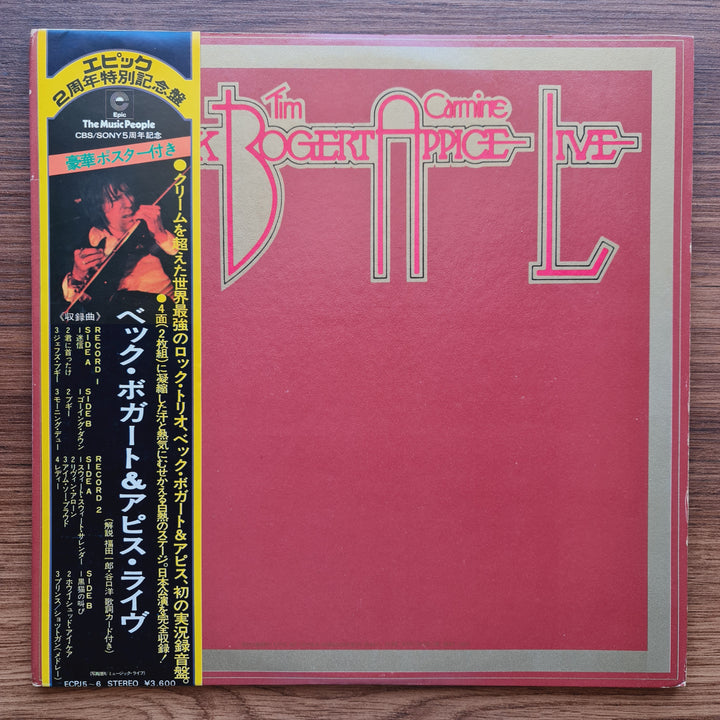 エピック
2周年特別記念盤
Epic
The Music People
CBS/SONY 5周年記念
豪華ポスター付き
●クリームを超えた世界最強のロック・トリオ、ベック・ボガート&アピス、初の実況録音盤。
●4面(2枚組)に凝縮した汗と熱気にむせかえる白熱のステージ。日本公演を完全収録!
ベック・ボガート&アピス・ライヴ
(解説 福田一郎・谷口洋 歌詞カード付き)
《収録曲》
RECORD 1
SIDE A
1 迷信
2 君に首ったけ
3 ジェフズ・ブギー
SIDE B
1 ゴーイング・ダウン
2 ブギー
3 モーニング・デュー
RECORD 2
SIDE A
1 スウィート・スウィート・サレンダー
2 リヴィン・アローン
3 アイム・ソー・プラウド
4 レディー
SIDE B
1 黒猫の叫び
2 ホワイ・シュッド・アイ・ケア
3 プリンス/ショットガン(メドレー)
(写真提供/ミュージック・ライフ)
ECPJ5~6 STEREO ¥3,600
Tim Carmine
K BOGERT APPICE LIVE